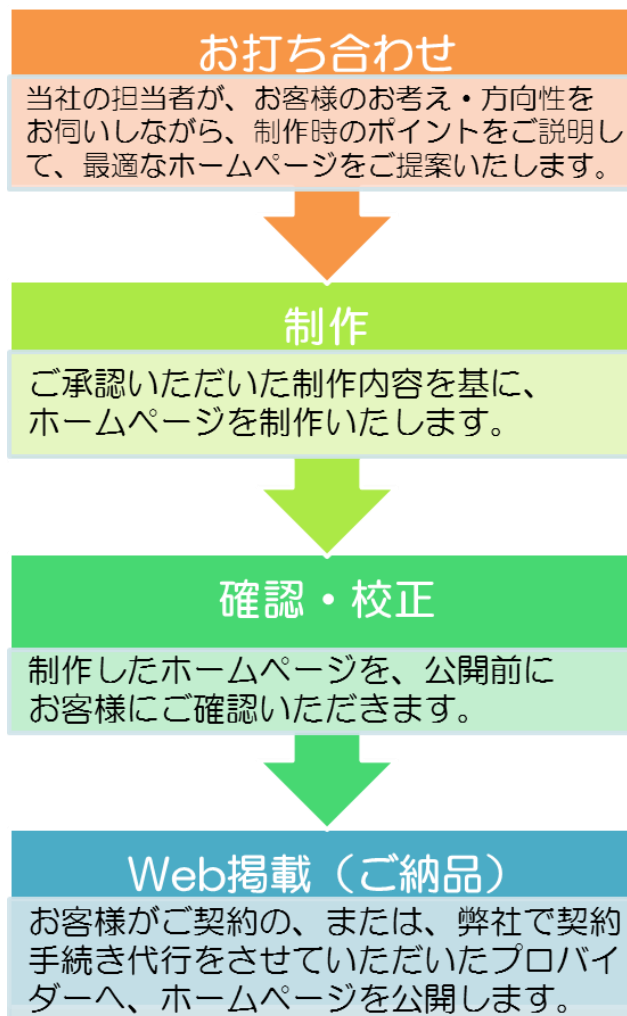 お打ち合わせ
当社の担当者が、お客様のお考え・方向性を
お伺いしながら、制作時のポイントをご説明し
て、最適なホームページをご提案いたします。
制作
ご承認いただいた制作内容を基に、
ホームページを制作いたします。
確認・校正
制作したホームページを、公開前に
お客様にご確認いただきます。
Web掲載（ご納品）
お客様がご契約の、または、弊社で契約
手続き代行をさせていただいたプロバイ
ダーへ、ホームページを公開します。